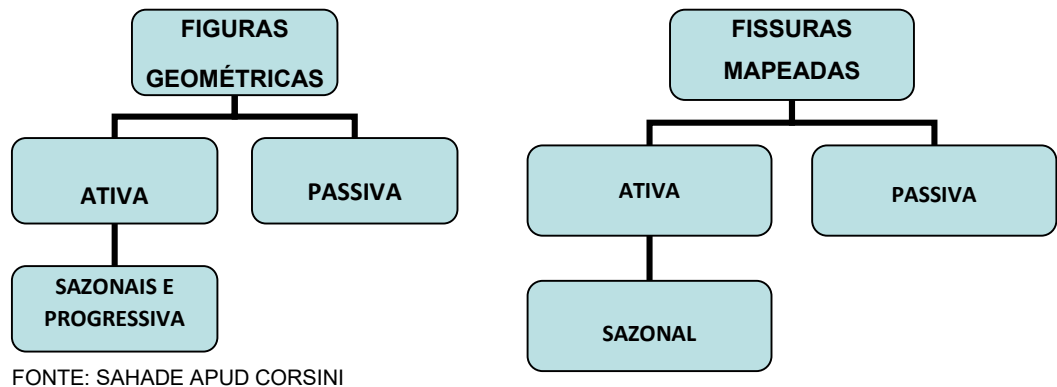 FIGURAS
GEOMÉTRICAS
ATIVA
PASSIVA
SAZONAIS E
PROGRESSIVA
FISSURAS
MAPEADAS
ATIVA
PASSIVA
SAZONAL
FONTE: SAHADE APUD CORSINI